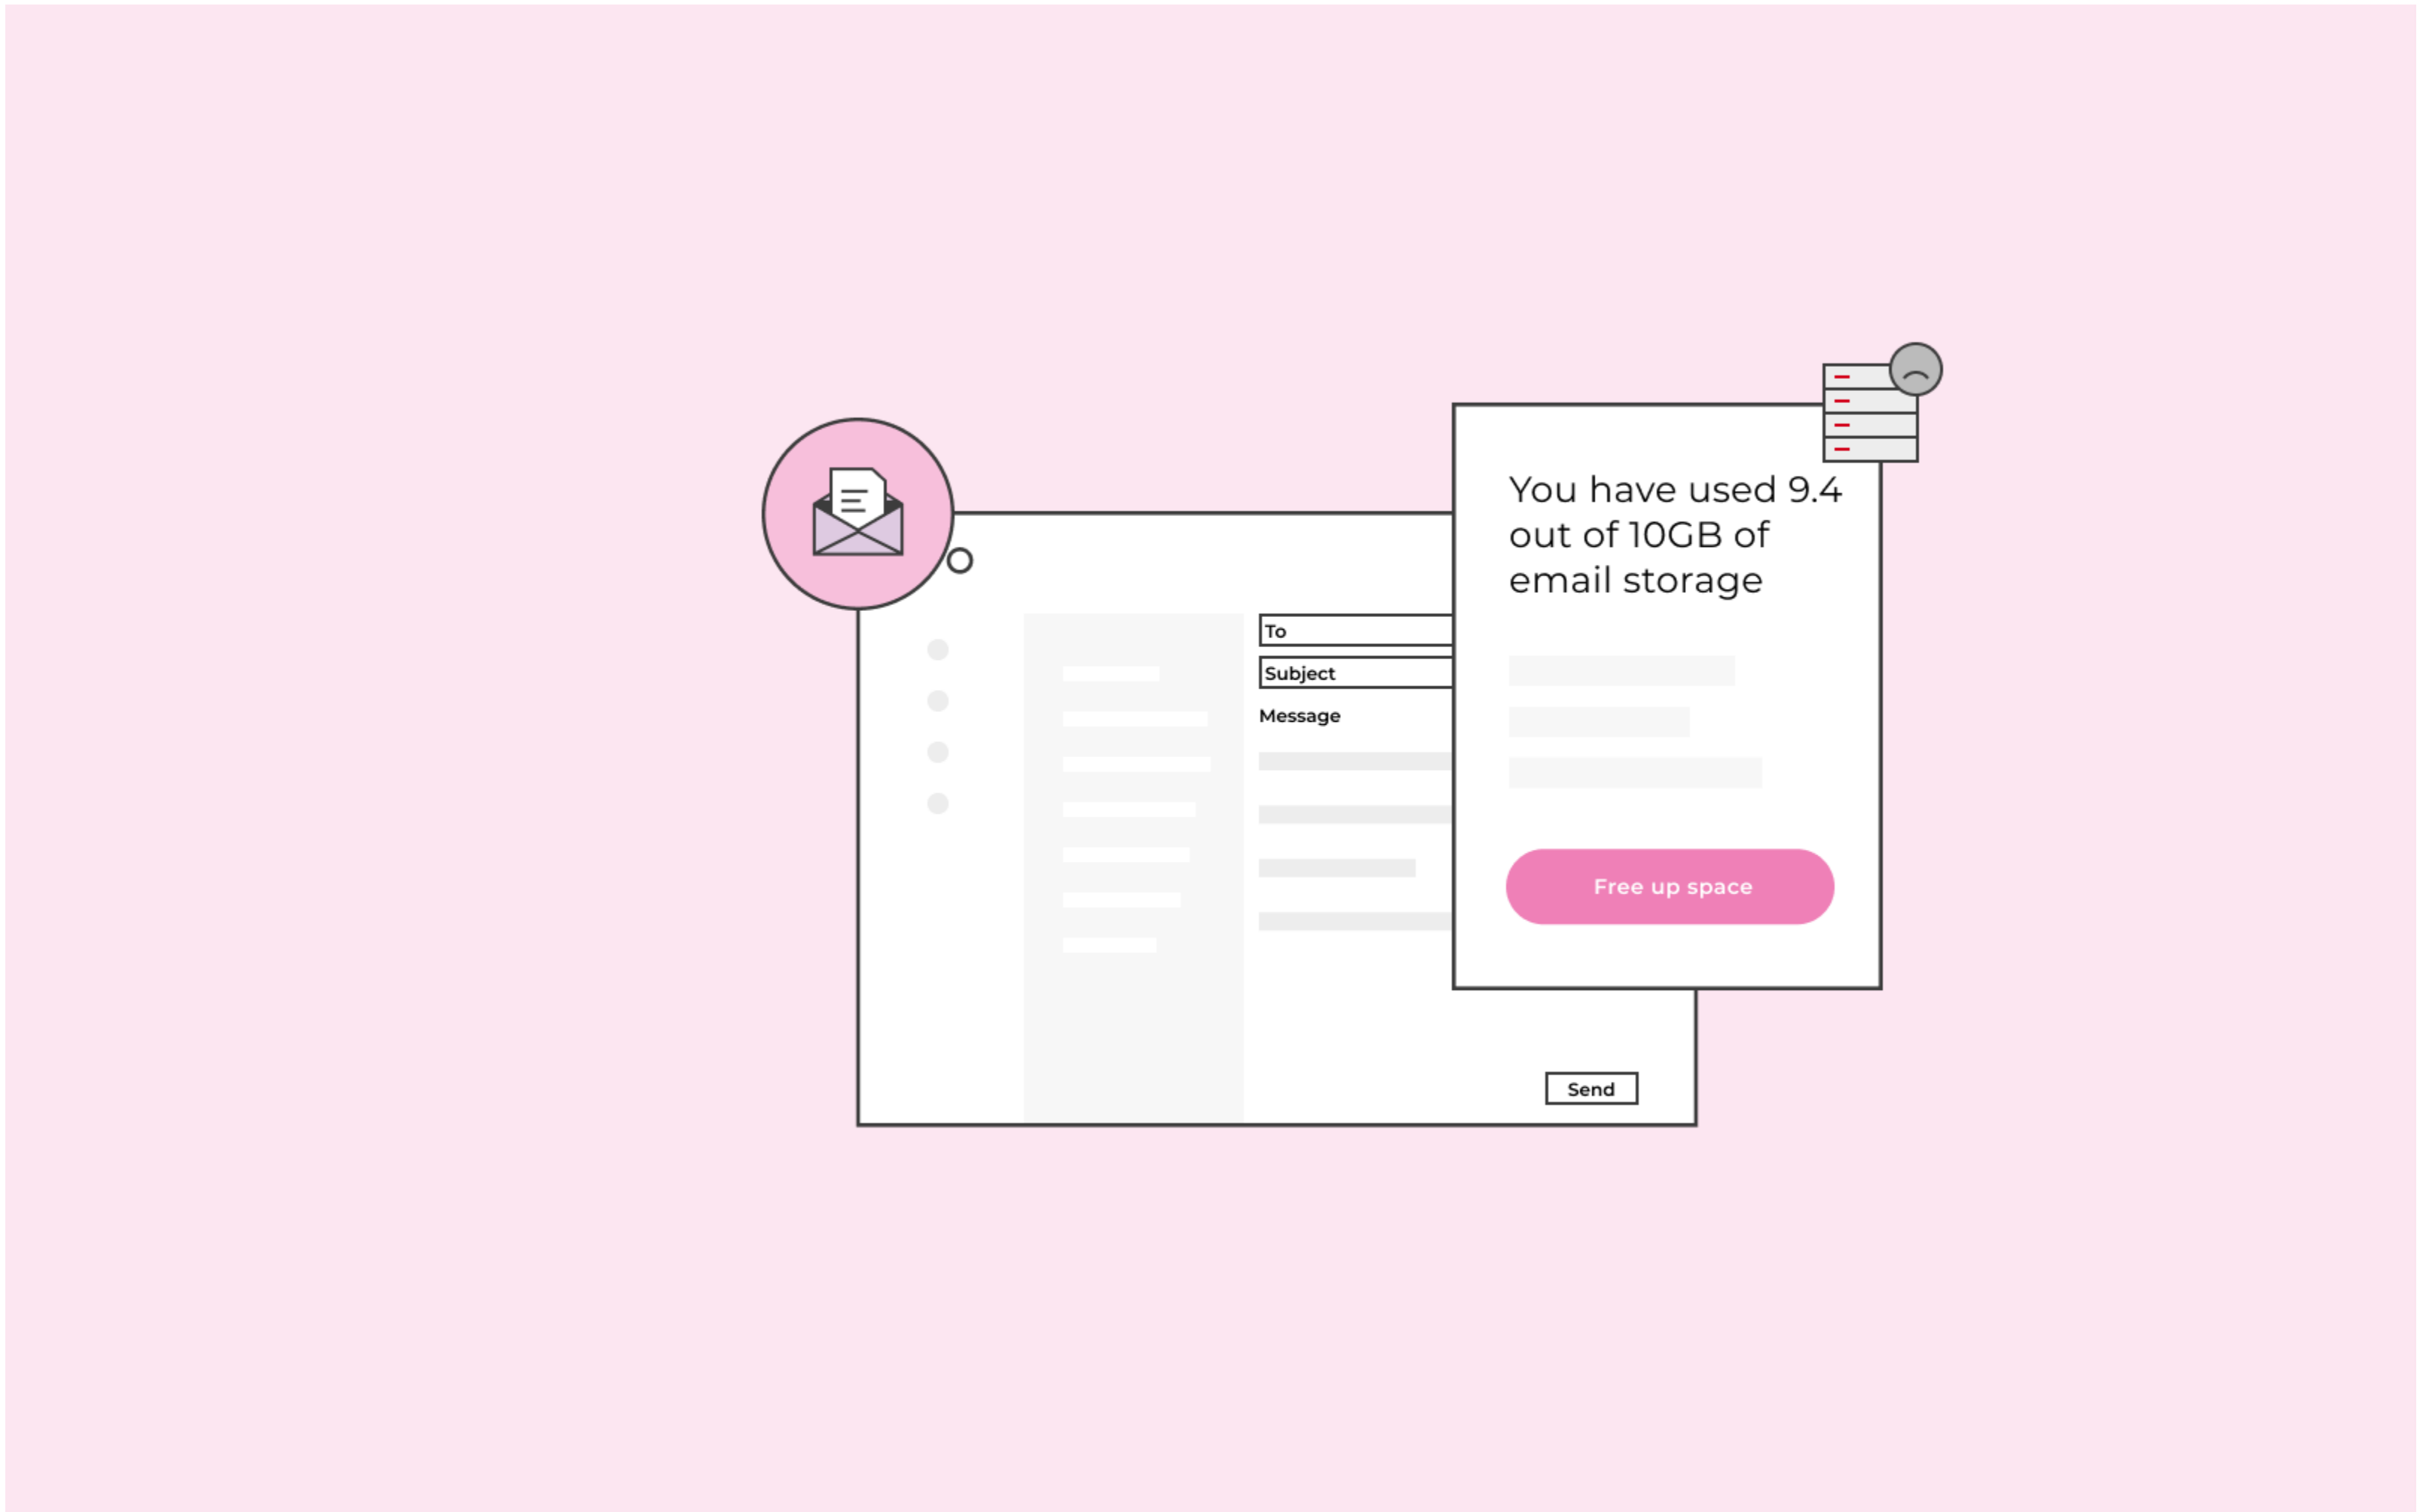 You have used 9.4
out of 10GB of
email storage
To
Subject
Message
Free up space
Send